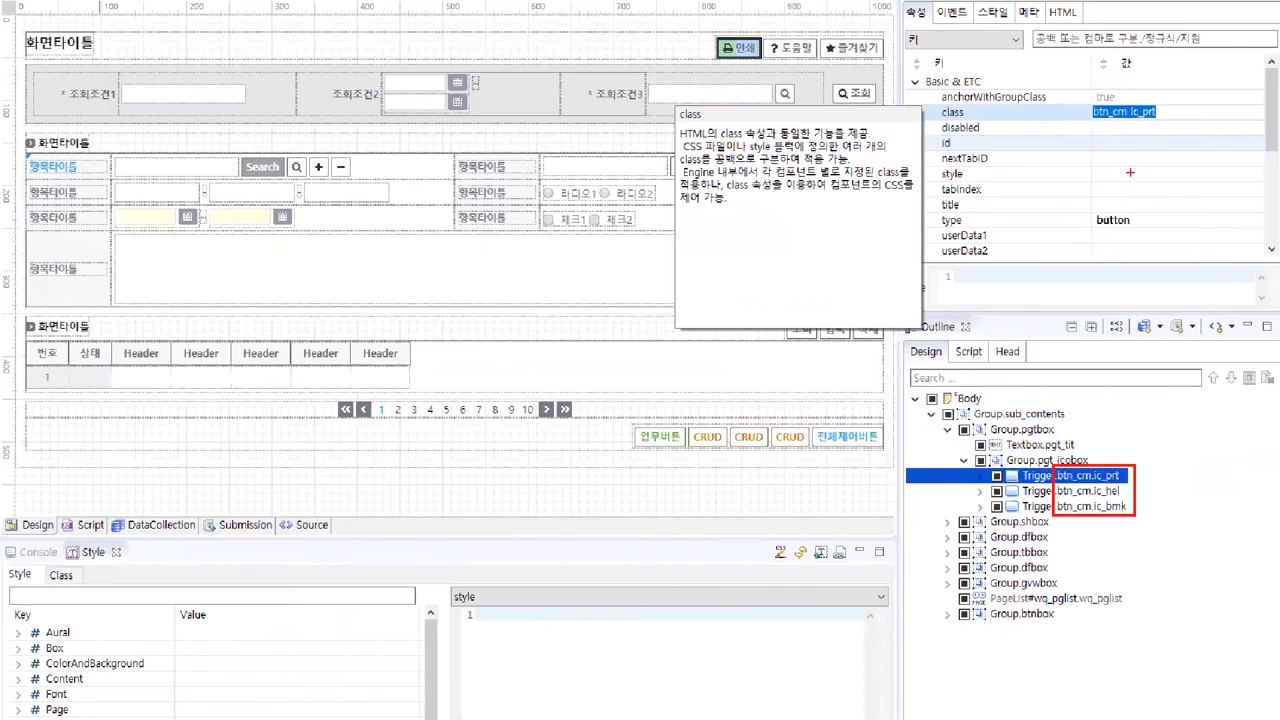 0 100 200 300 400 500 600 700 800 900 1000
100
200
300
400
500
화면타이틀
인쇄
? 도움말
★ 즐겨찾기
* 조회조건1
조회조건2
~
* 조회조건3
조회
화면타이틀
항목타이틀
Search
+
−
항목타이틀
항목타이틀
-
-
항목타이틀
라디오1
라디오2
항목타이틀
~
항목타이틀
체크1
체크2
항목타이틀
화면타이틀
번호 상태 Header Header Header Header Header
1
1 2 3 4 5 6 7 8 9 10
업무버튼 CRUD CRUD CRUD 전체제어버튼
class
HTML의 class 속성과 동일한 기능을 제공.
CSS 파일이나 style 블럭에 정의한 여러 개의
class를 공백으로 구분하여 적용 가능.
Engine 내부에서 각 컴포넌트 별로 지정된 class를
적용하나, class 속성을 이용하여 컴포넌트의 CSS를
제어 가능.
Design Script DataCollection Submission Source
Console Style
Style Class
style
1
Key Value
Aural
Box
ColorAndBackground
Content
Font
Page
속성 이벤트 스타일 메타 HTML
키
공백 또는 컴마로 구분./정규식/지원
키 값
Basic & ETC
anchorWithGroupClass true
class btn_cm ic_prt
disabled
id
nextTabID
style
tabIndex
title
type button
userData1
userData2
1
Outline
Design Script Head
Search ...
*Body
Group.sub_contents
Group.pgtbox
Textbox.pgt_tit
Group.pgt_icobox
Trigger.btn_cm.ic_prt
Trigger.btn_cm.ic_hel
Trigger.btn_cm.ic_bmk
Group.shbox
Group.dfbox
Group.tbbox
Group.dfbox
Group.gvwbox
PageList#wq_pglist.wq_pglist
Group.btnbox